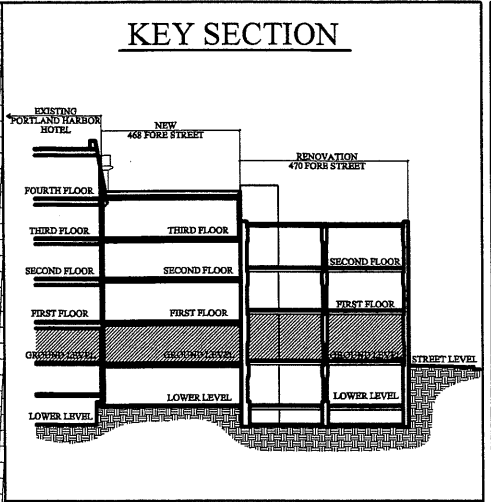 KEY SECTION
EXISTING
PORTLAND HARBOR
HOTEL
NEW
468 FORE STREET
RENOVATION
470 FORE STREET
FOURTH FLOOR
THIRD FLOOR
THIRD FLOOR
SECOND FLOOR
SECOND FLOOR
SECOND FLOOR
FIRST FLOOR
FIRST FLOOR
FIRST FLOOR
GROUND LEVEL
GROUND LEVEL
GROUND LEVEL
STREET LEVEL
LOWER LEVEL
LOWER LEVEL
LOWER LEVEL